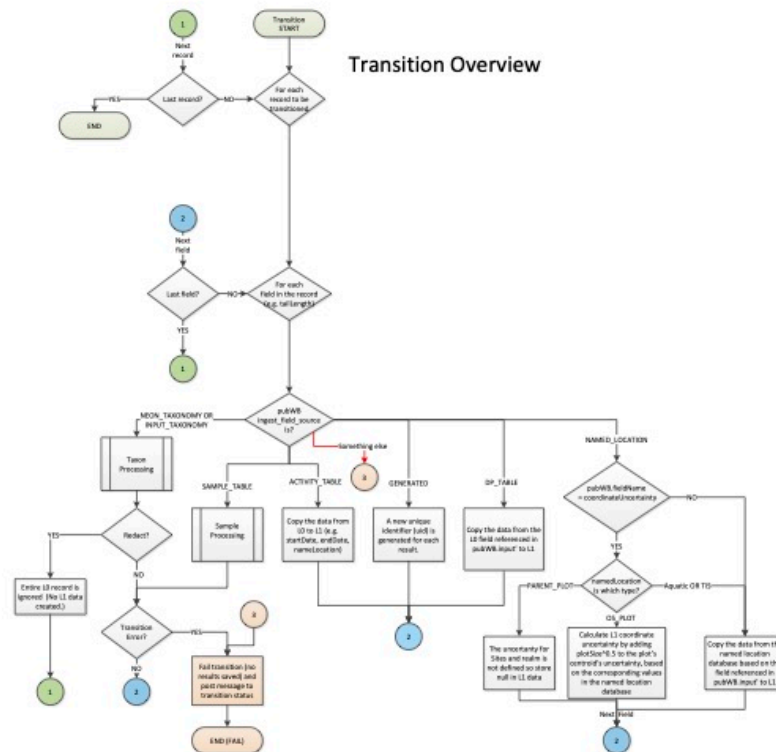 1
Transition
START
Next
record
Transition Overview
Last record?
YES
NO
For each
record to be
transitioned
END
2
Next
field
Last field?
NO
For each
field in the record
(e.g. tailLength)
YES
1
NEON_TAXONOMY OR
INPUT_TAXONOMY
pubWB
ingest_field_source
is?
Something else
3
NAMED_LOCATION
Taxon
Processing
SAMPLE_TABLE
ACTIVITY_TABLE
GENERATED
DP_TABLE
pubWB.fieldName
= coordinateUncertainty
NO
YES
Redact?
Sample
Processing
Copy the data from
L0 to L1 (e.g.
startDate, endDate,
nameLocation)
A new unique
identifier (uid) is
generated for each
result.
Copy the data from the
L0 field referenced in
pubWB.input' to L1
YES
NO
Entire L0 record is
ignored (No L1 data
created.)
PARENT_PLOT
namedLocation
is which type?
Aquatic OR TIS
OS_PLOT
Transition
Error?
YES
3
2
NO
Fail transition (no
results saved) and
post message to
transition status
The uncertanty for
Sites and realm is
not defined so store
null in L1 data
Calculate L1 coordinate
uncertainty by adding
plotSize^0.5 to the plot's
centroid's uncertainty, based
on the corresponding values
in the named location
database
Copy the data from the
named location
database based on the
field referenced in
pubWB.input' to L1
1
2
Next Field
END (FAIL)
2